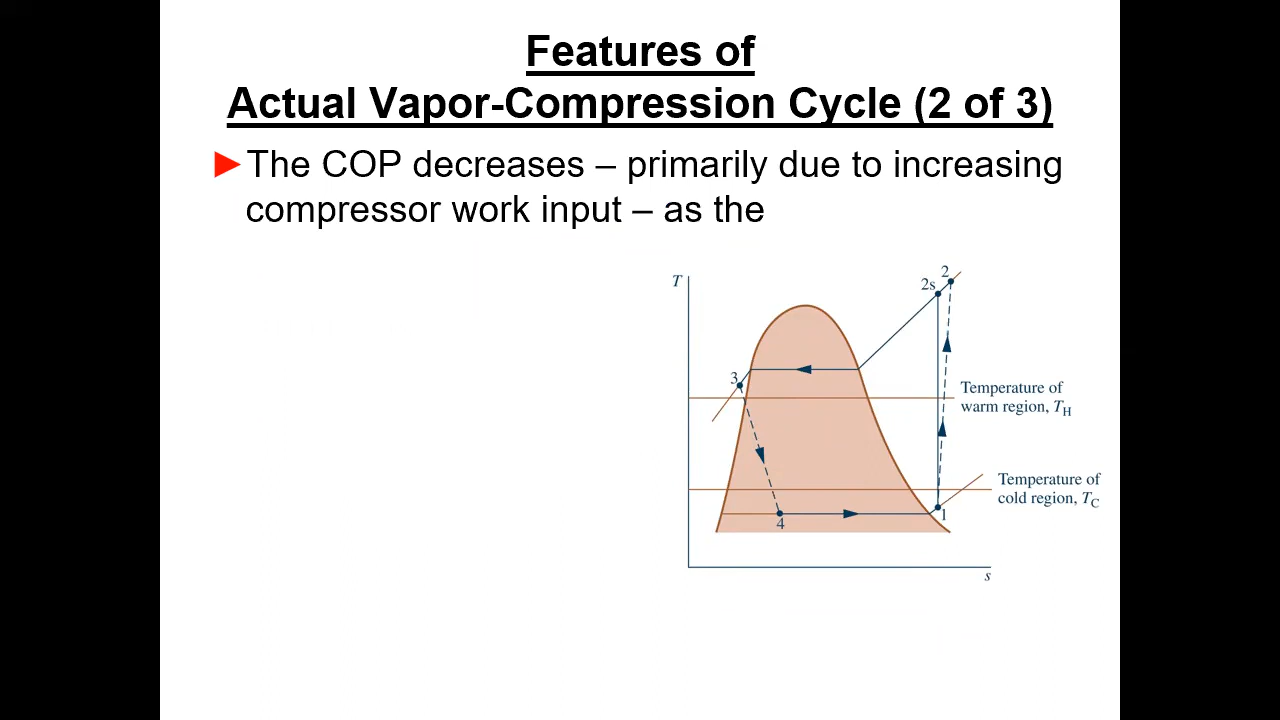 Features of
Actual Vapor-Compression Cycle (2 of 3)
►The COP decreases – primarily due to increasing
compressor work input – as the
T
2
2s
3
Temperature of
warm region, TH
Temperature of
cold region, TC
1
4
s